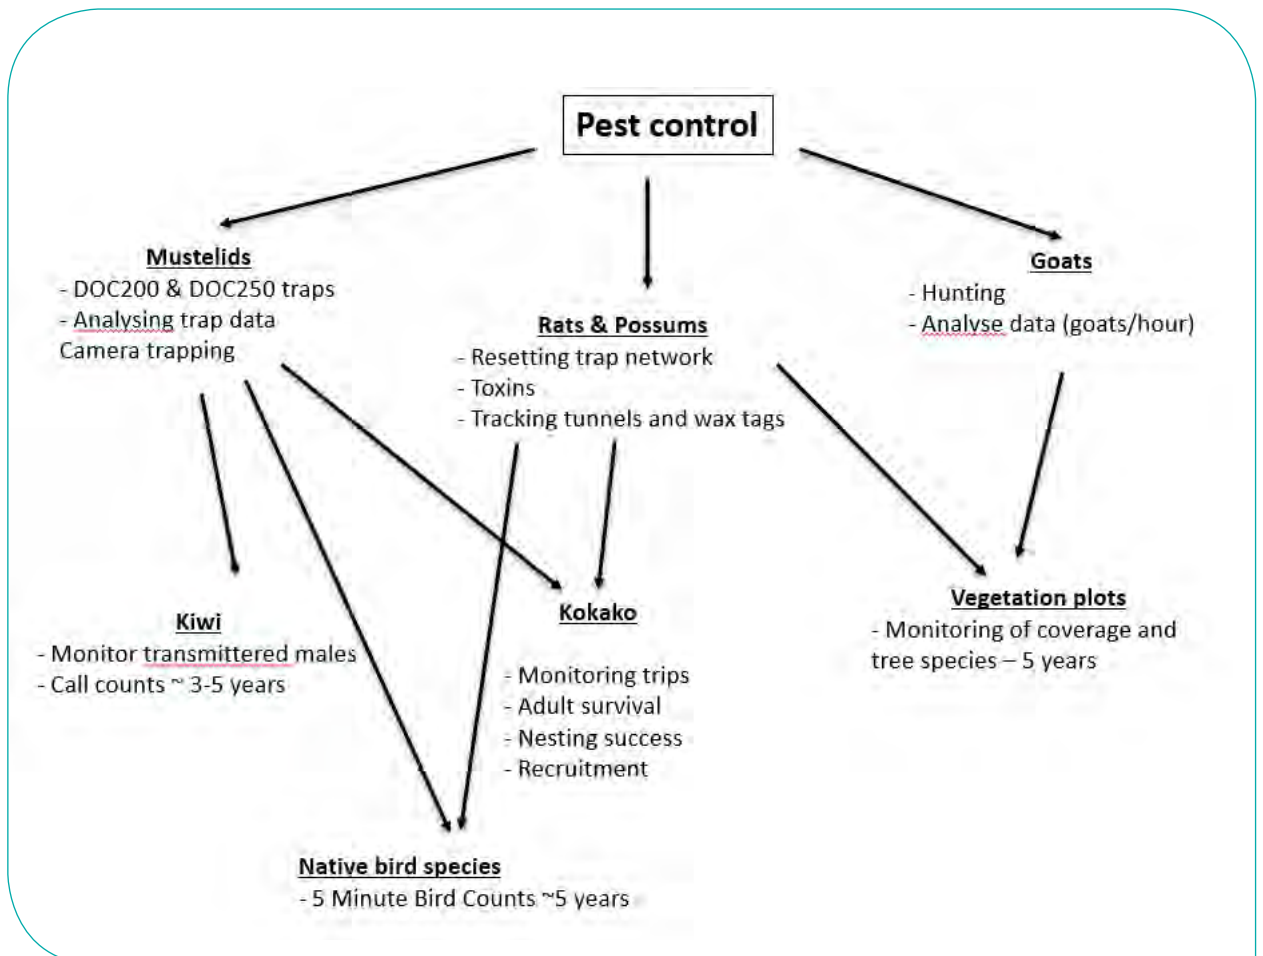 Pest control
Mustelids
- DOC200 & DOC250 traps
- Analysing trap data
Camera trapping
Rats & Possums
- Resetting trap network
- Toxins
- Tracking tunnels and wax tags
Goats
- Hunting
- Analyse data (goats/hour)
Kiwi
- Monitor transmittered males
- Call counts ~ 3-5 years
Kokako
- Monitoring trips
- Adult survival
- Nesting success
- Recruitment
Vegetation plots
- Monitoring of coverage and
tree species – 5 years
Native bird species
- 5 Minute Bird Counts ~5 years